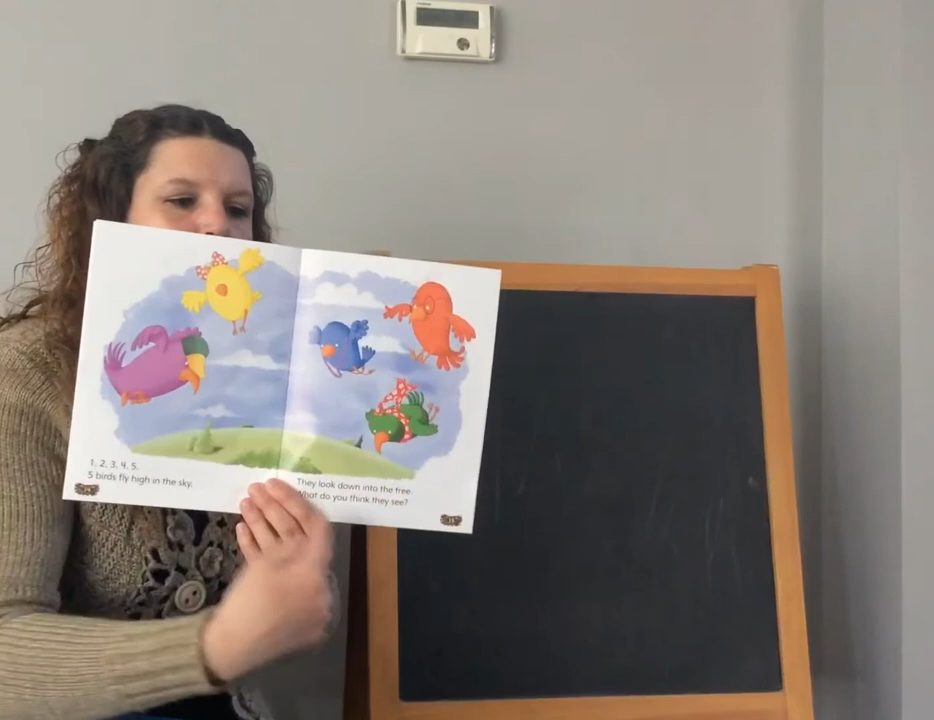 1, 2, 3, 4, 5.
5 birds fly high in the sky.
They look down into the tree.
What do you think they see?